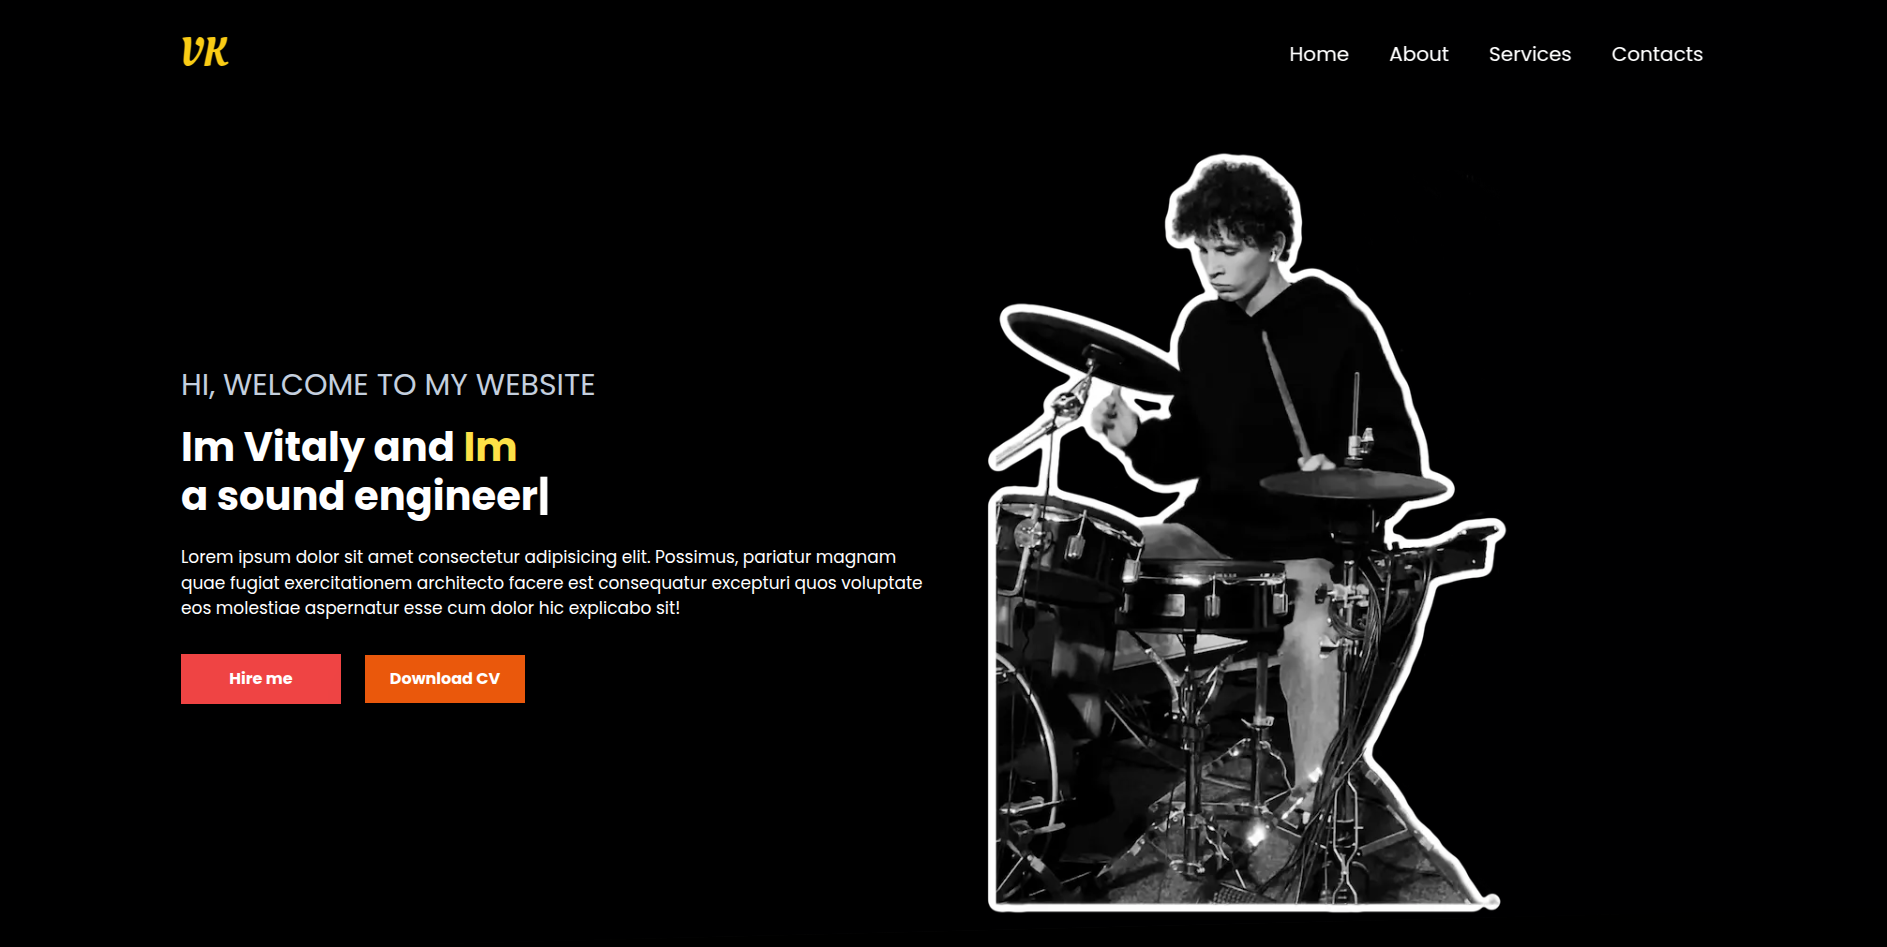 VK
Home About Services Contacts
HI, WELCOME TO MY WEBSITE
Im Vitaly and Im
a sound engineer|
Lorem ipsum dolor sit amet consectetur adipisicing elit. Possimus, pariatur magnam
quae fugiat exercitationem architecto facere est consequatur excepturi quos voluptate
eos molestiae aspernatur esse cum dolor hic explicabo sit!
Hire me Download CV